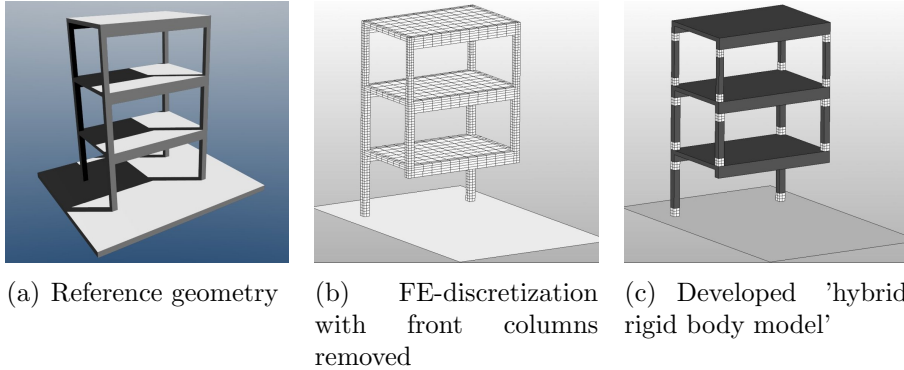 (a) Reference geometry
(b) FE-discretization
with front columns
removed
(c) Developed 'hybrid
rigid body model'